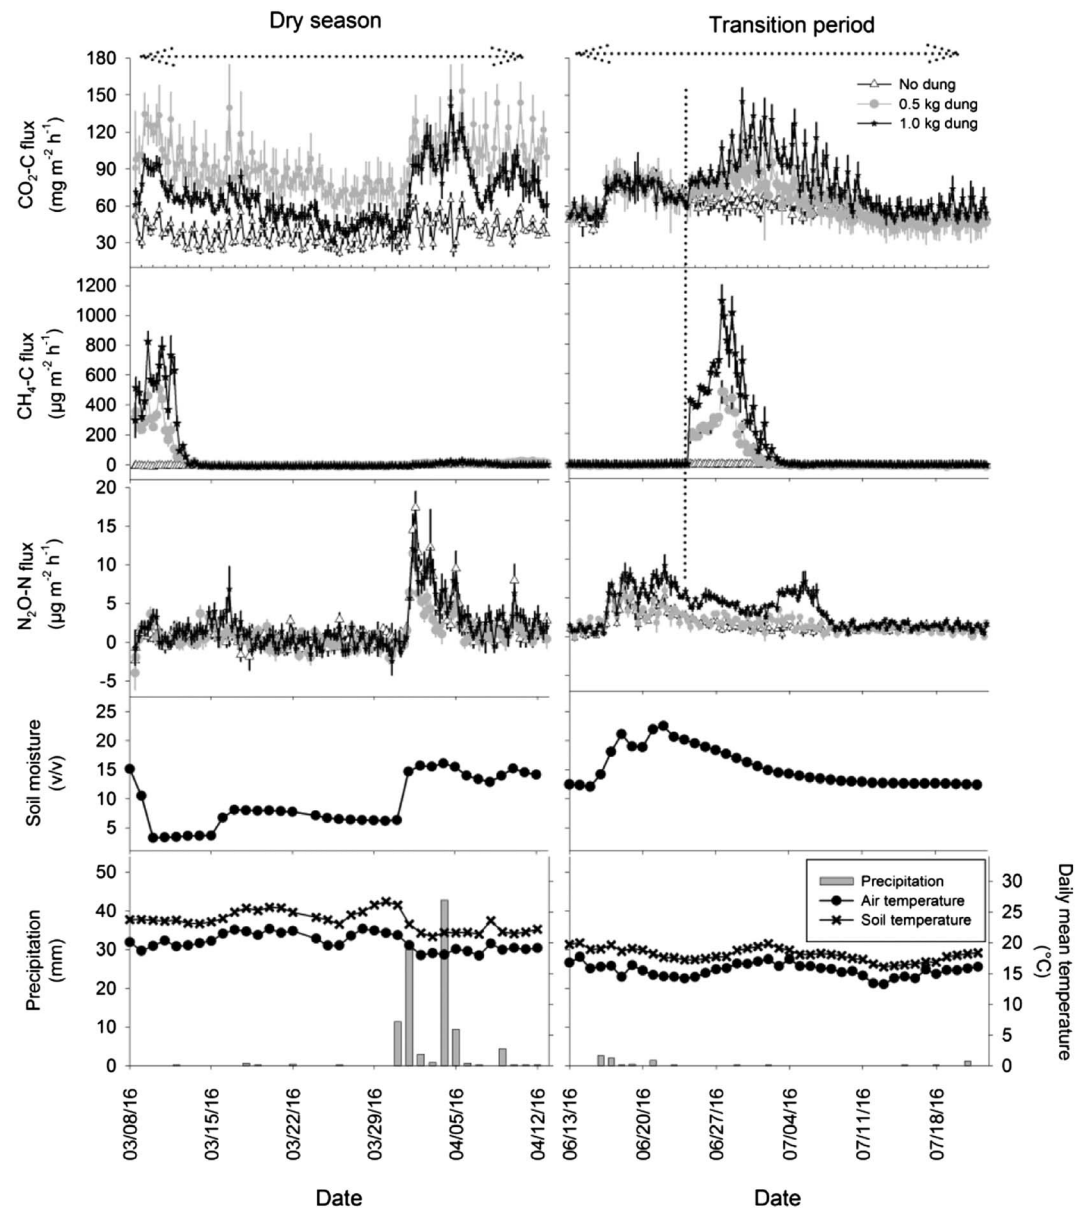 Dry season
Transition period
180
150
120
90
60
30
CO2-C flux
(mg m-2 h-1)
No dung
0.5 kg dung
1.0 kg dung
1200
1000
800
600
400
200
0
CH4-C flux
(µg m-2 h-1)
20
15
10
5
0
-5
N2O-N flux
(µg m-2 h-1)
25
20
15
10
5
Soil moisture
(v/v)
50
40
30
20
10
0
Precipitation
(mm)
Precipitation
Air temperature
Soil temperature
30
25
20
15
10
5
0
Daily mean temperature
(°C)
03/08/16
03/15/16
03/22/16
03/29/16
04/05/16
04/12/16
06/13/16
06/20/16
06/27/16
07/04/16
07/11/16
07/18/16
Date
Date